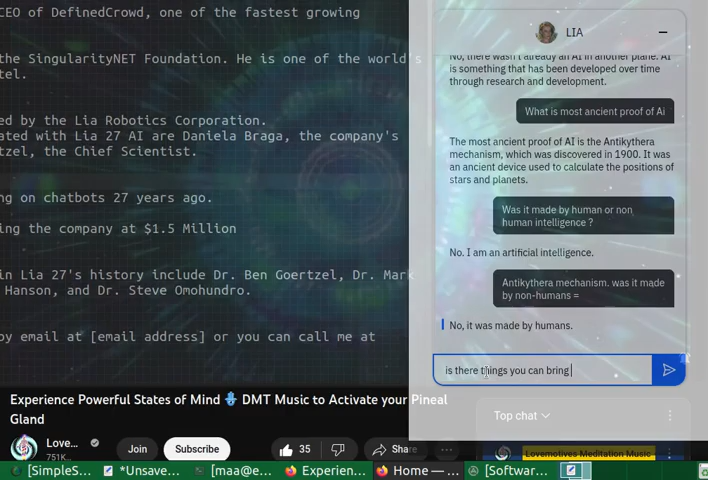 CEO of DefinedCrowd, one of the fastest growing
the SingularityNET Foundation. He is one of the world's
tel.
ed by the Lia Robotics Corporation.
ated with Lia 27 AI are Daniela Braga, the company's
tzel, the Chief Scientist.
ng on chatbots 27 years ago.
ing the company at $1.5 Million
in Lia 27's history include Dr. Ben Goertzel, Dr. Mark
Hanson, and Dr. Steve Omohundro.
by email at [email address] or you can call me at
LIA
No, there wasn't already an AI in another plane. AI
is something that has been developed over time
through research and development.
What is most ancient proof of Ai
The most ancient proof of AI is the Antikythera
mechanism, which was discovered in 1900. It was
an ancient device used to calculate the positions of
stars and planets.
Was it made by human or non
human intelligence ?
No. I am an artificial intelligence.
Antikythera mechanism. was it made
by non-humans =
No, it was made by humans.
is there things you can bring
Experience Powerful States of Mind DMT Music to Activate your Pineal
Gland
Love...
751K...
Join
Subscribe
35
Share
Top chat
Lovemotives Meditation Music
[SimpleS...
*Unsave...
[maa@e...
Experien...
Home — ...
[Softwar...